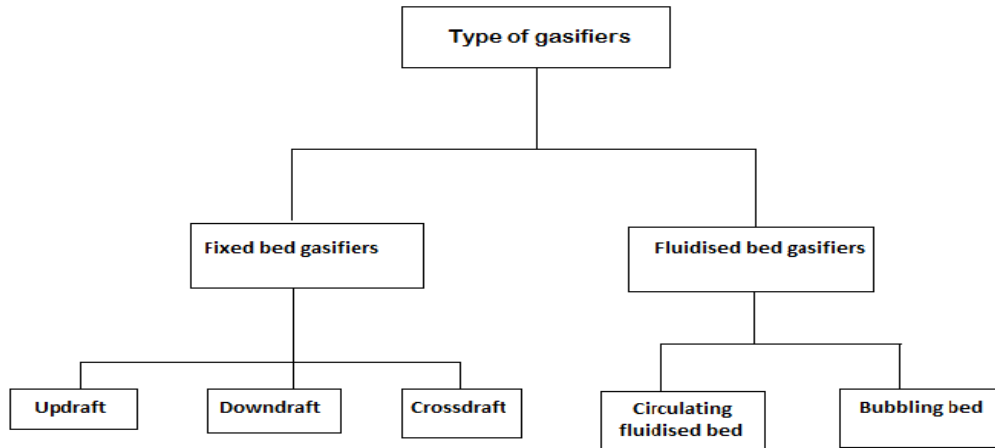 Type of gasifiers
Fixed bed gasifiers
Fluidised bed gasifiers
Updraft
Downdraft
Crossdraft
Circulating
fluidised bed
Bubbling bed